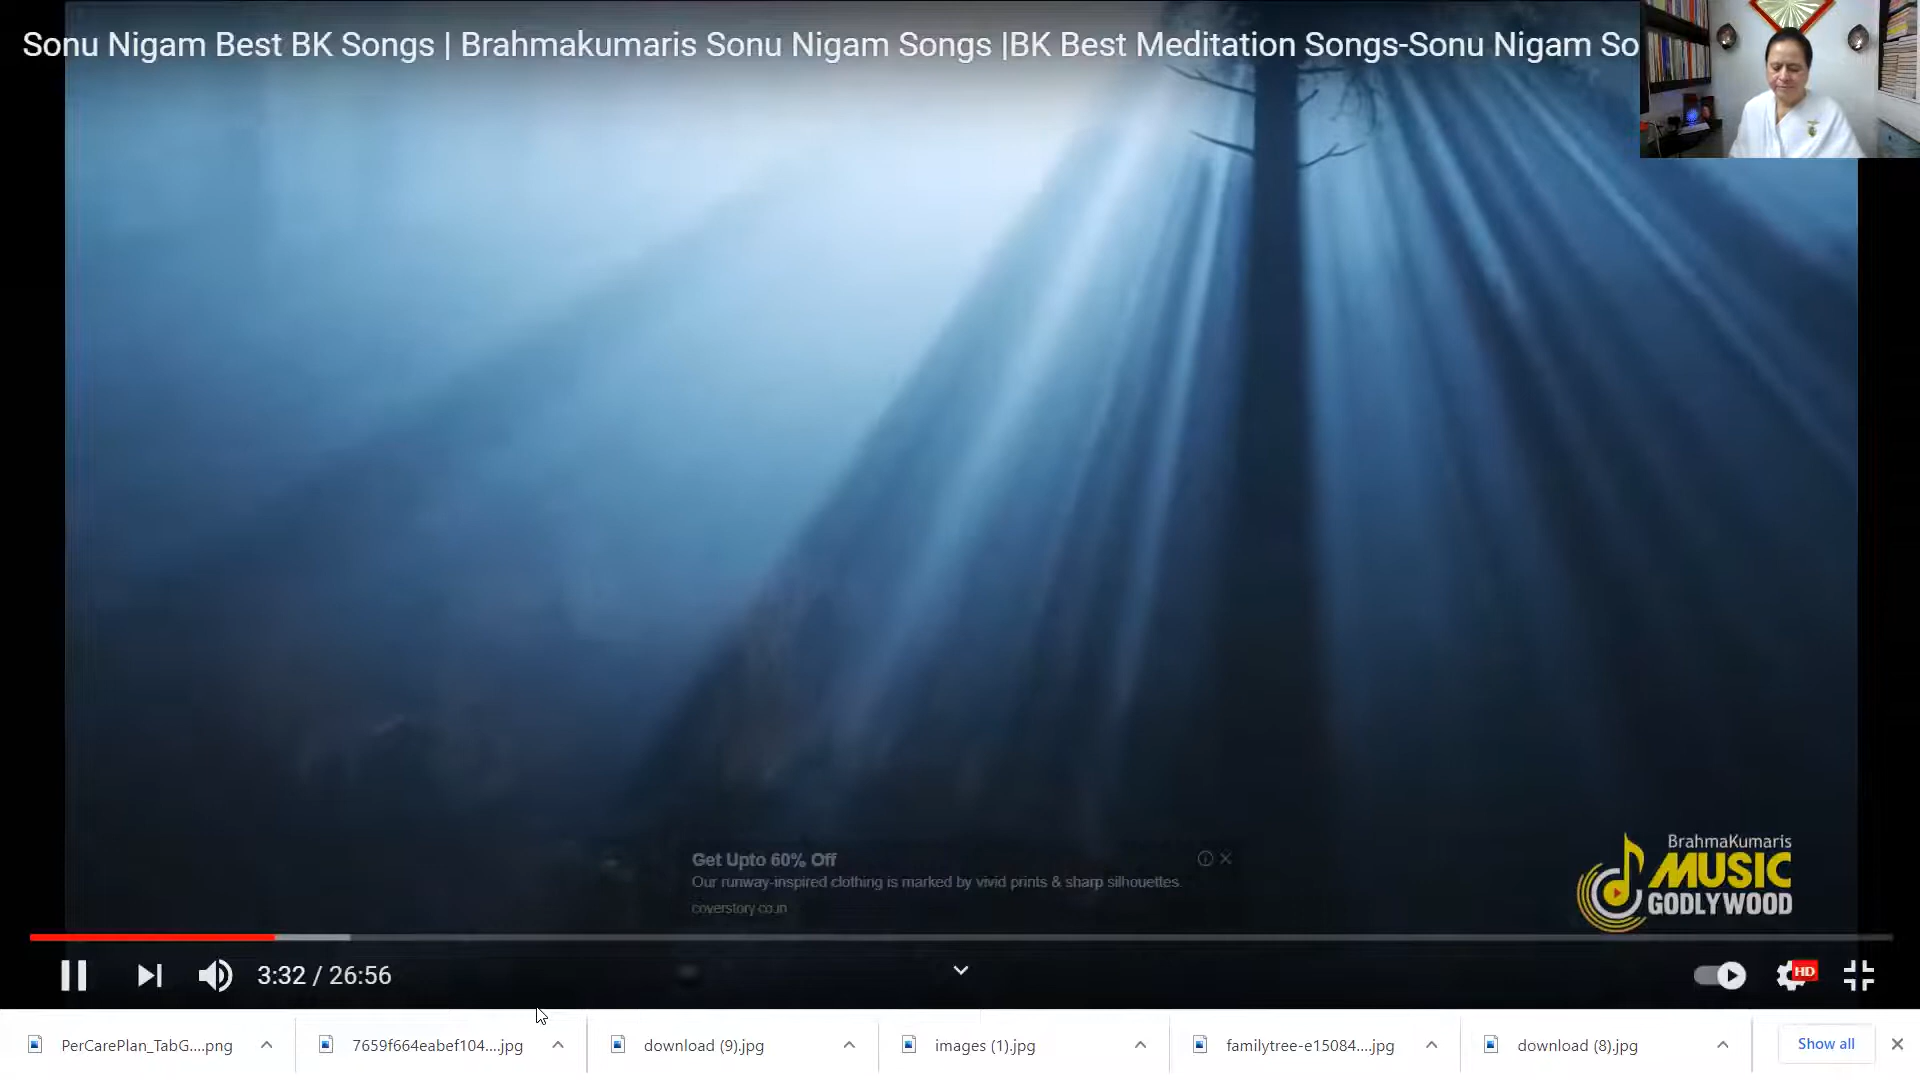 Sonu Nigam Best BK Songs | Brahmakumaris Sonu Nigam Songs |BK Best Meditation Songs-Sonu Nigam So
Get Upto 60% Off
Our runway-inspired clothing is marked by vivid prints & sharp silhouettes.
coverstory.co.in
BrahmaKumaris
MUSIC
GODLYWOOD
3:32 / 26:56
HD
PerCarePlan_TabG....png
7659f664eabef104....jpg
download (9).jpg
images (1).jpg
familytree-e15084....jpg
download (8).jpg
Show all